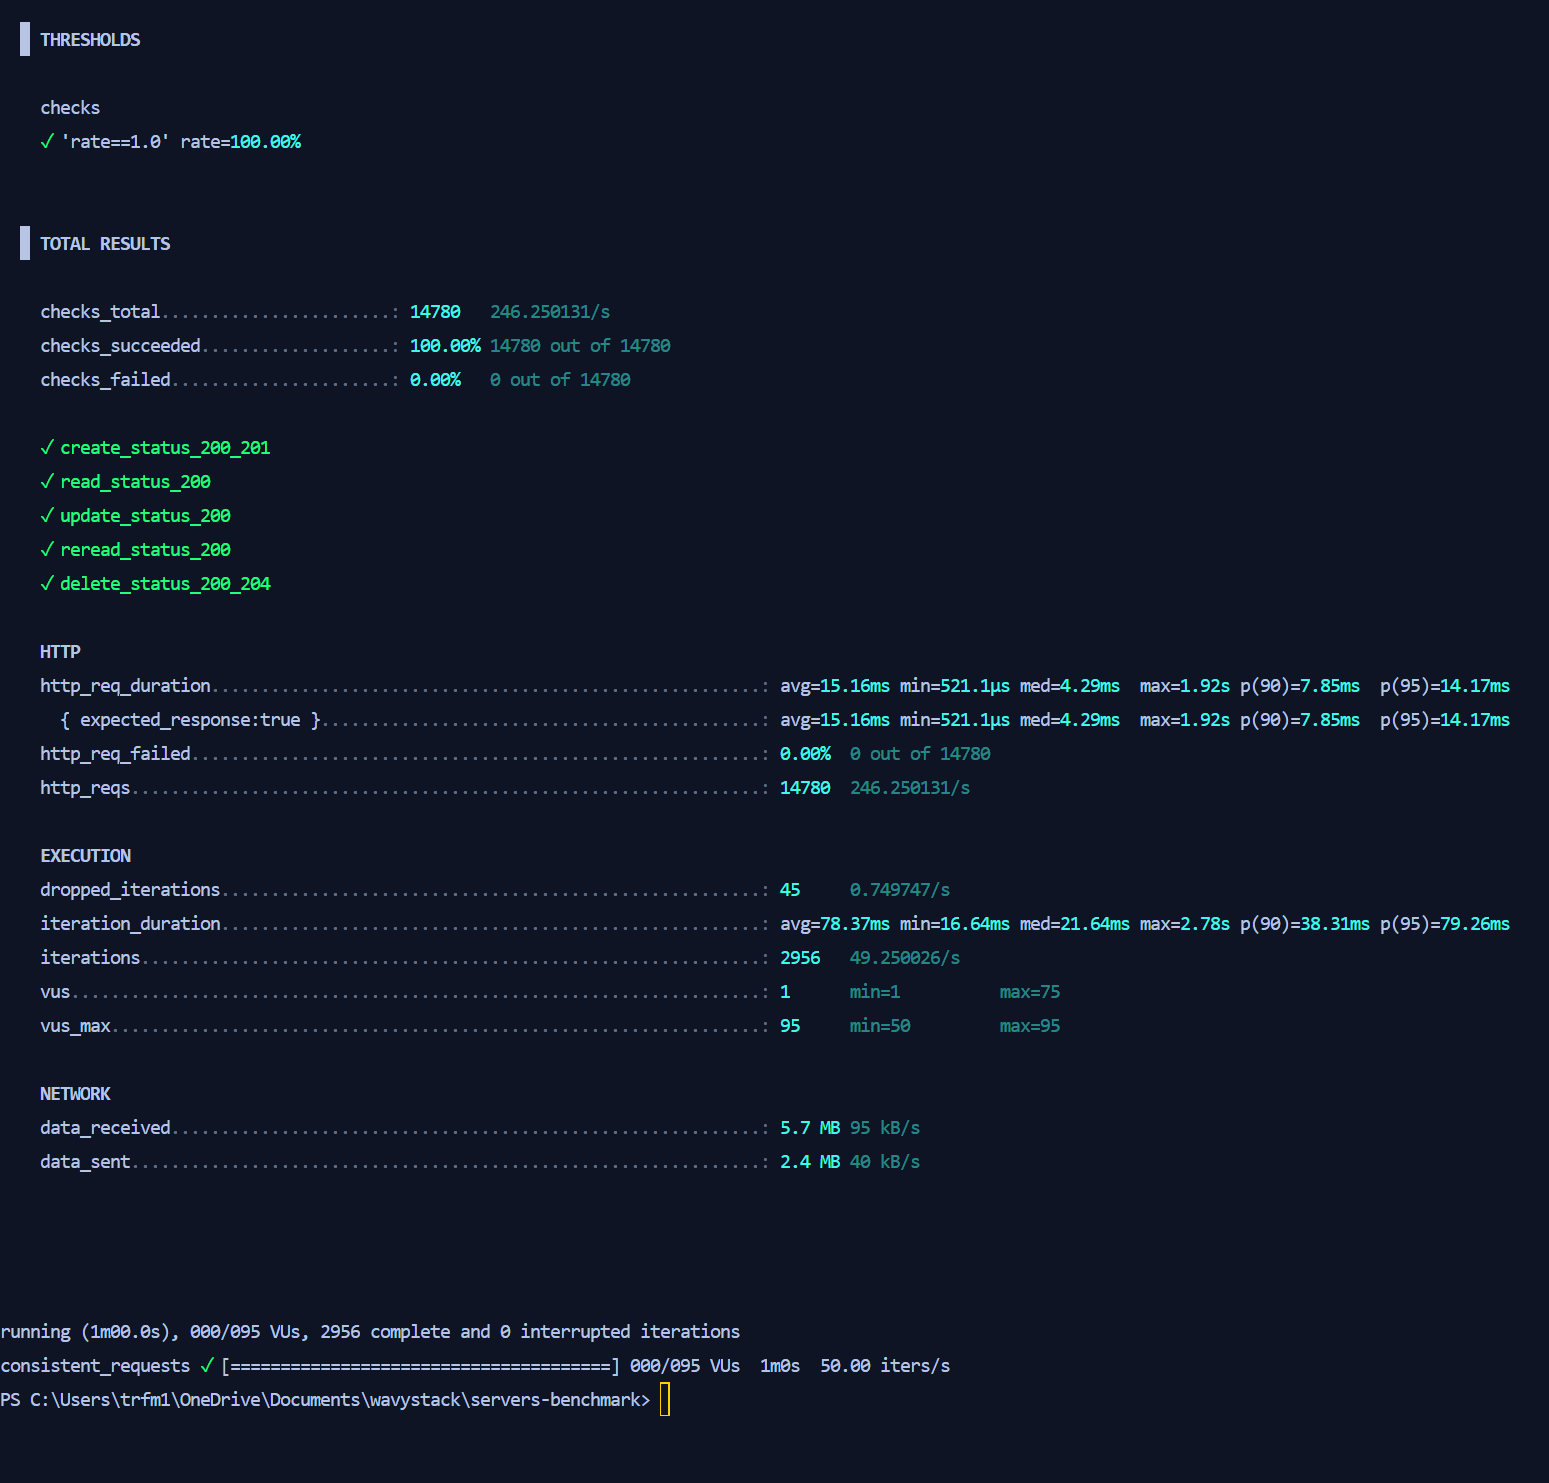 THRESHOLDS
checks
✓ 'rate==1.0' rate=100.00%
TOTAL RESULTS
checks_total.......................: 14780   246.250131/s
checks_succeeded...................: 100.00% 14780 out of 14780
checks_failed......................: 0.00%   0 out of 14780
✓ create_status_200_201
✓ read_status_200
✓ update_status_200
✓ reread_status_200
✓ delete_status_200_204
HTTP
http_req_duration.......................................................: avg=15.16ms min=521.1µs med=4.29ms  max=1.92s p(90)=7.85ms  p(95)=14.17ms
  { expected_response:true }............................................: avg=15.16ms min=521.1µs med=4.29ms  max=1.92s p(90)=7.85ms  p(95)=14.17ms
http_req_failed.........................................................: 0.00%  0 out of 14780
http_reqs...............................................................: 14780  246.250131/s
EXECUTION
dropped_iterations......................................................: 45     0.749747/s
iteration_duration......................................................: avg=78.37ms min=16.64ms med=21.64ms max=2.78s p(90)=38.31ms p(95)=79.26ms
iterations..............................................................: 2956   49.250026/s
vus.....................................................................: 1      min=1          max=75
vus_max.................................................................: 95     min=50         max=95
NETWORK
data_received...........................................................: 5.7 MB 95 kB/s
data_sent...............................................................: 2.4 MB 40 kB/s
running (1m00.0s), 000/095 VUs, 2956 complete and 0 interrupted iterations
consistent_requests ✓ [======================================] 000/095 VUs  1m0s  50.00 iters/s
PS C:\Users\trfm1\OneDrive\Documents\wavystack\servers-benchmark>